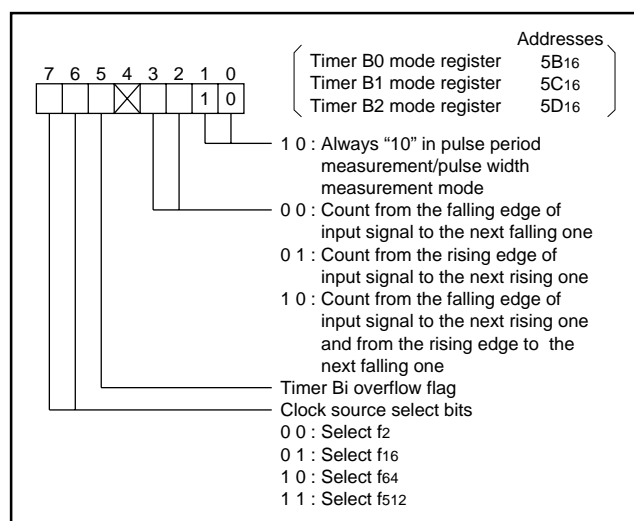 Addresses
Timer B0 mode register 5B16
Timer B1 mode register 5C16
Timer B2 mode register 5D16
7 6 5 4 3 2 1 0
1 0
1 0 : Always “10” in pulse period
measurement/pulse width
measurement mode
0 0 : Count from the falling edge of
input signal to the next falling one
0 1 : Count from the rising edge of
input signal to the next rising one
1 0 : Count from the falling edge of
input signal to the next rising one
and from the rising edge to the
next falling one
Timer Bi overflow flag
Clock source select bits
0 0 : Select f2
0 1 : Select f16
1 0 : Select f64
1 1 : Select f512